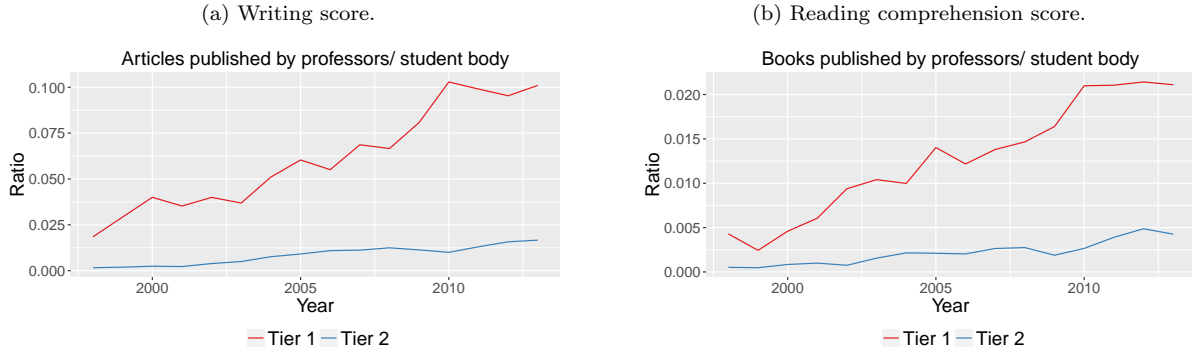 (a) Writing score.
(b) Reading comprehension score.
Articles published by professors/ student body
0.100
0.075
0.050
0.025
0.000
Ratio
2000
2005
2010
Year
Tier 1 Tier 2
Books published by professors/ student body
0.020
0.015
0.010
0.005
0.000
Ratio
2000
2005
2010
Year
Tier 1 Tier 2